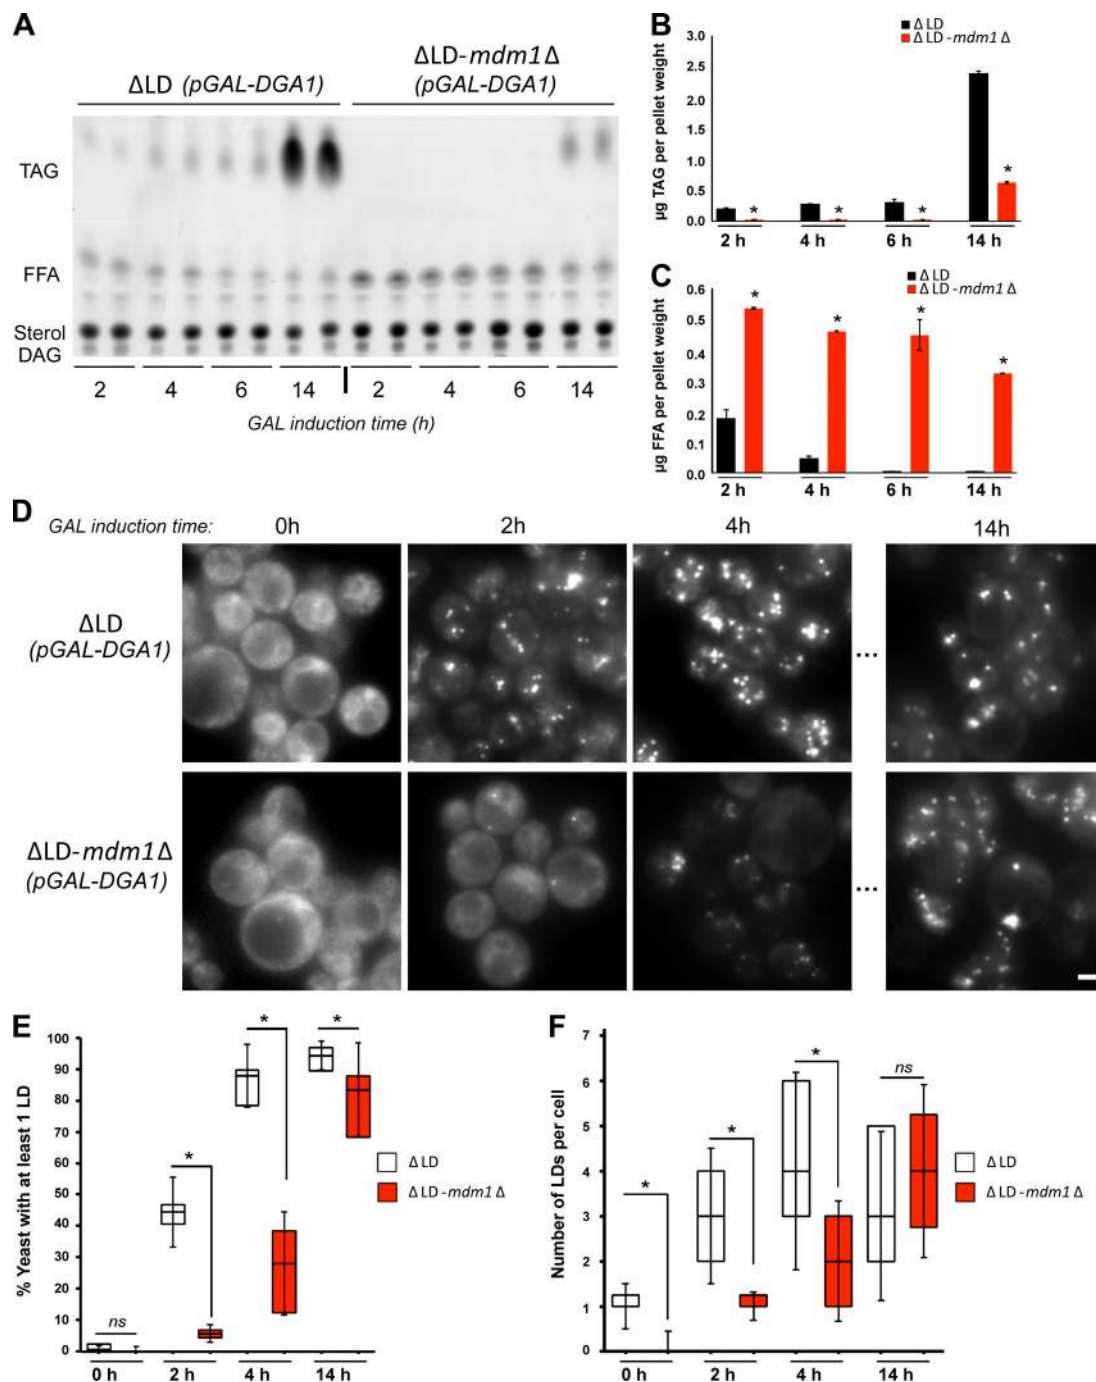 A
ΔLD (pGAL-DGA1)
ΔLD-mdm1Δ
(pGAL-DGA1)
TAG
FFA
Sterol
DAG
2 4 6 14 2 4 6 14
GAL induction time (h)
B
ΔLD
ΔLD-mdm1Δ
µg TAG per pellet weight
3.0
2.5
2.0
1.5
1.0
0.5
0.0
* * * *
2 h 4 h 6 h 14 h
C
ΔLD
ΔLD-mdm1Δ
µg FFA per pellet weight
0.6
0.5
0.4
0.3
0.2
0.1
0.0
* * * *
2 h 4 h 6 h 14 h
D
GAL induction time: 0h 2h 4h 14h
ΔLD
(pGAL-DGA1)
...
ΔLD-mdm1Δ
(pGAL-DGA1)
...
E
% Yeast with at least 1 LD
100
90
80
70
60
50
40
30
20
10
0
ns * * *
0 h 2 h 4 h 14 h
ΔLD
ΔLD-mdm1Δ
F
Number of LDs per cell
7
6
5
4
3
2
1
0
* * * ns
0 h 2 h 4 h 14 h
ΔLD
ΔLD-mdm1Δ